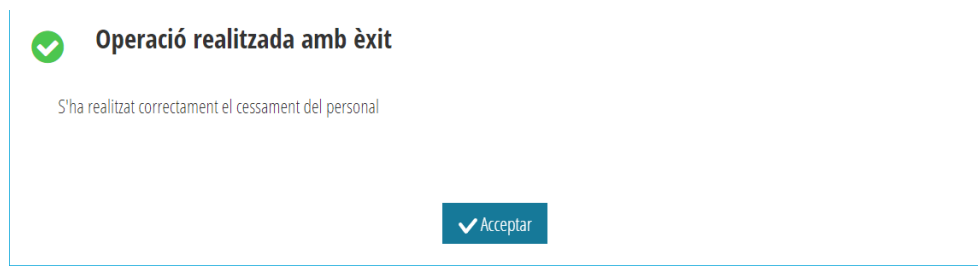 Operació realitzada amb èxit
S'ha realitzat correctament el cessament del personal
Acceptar